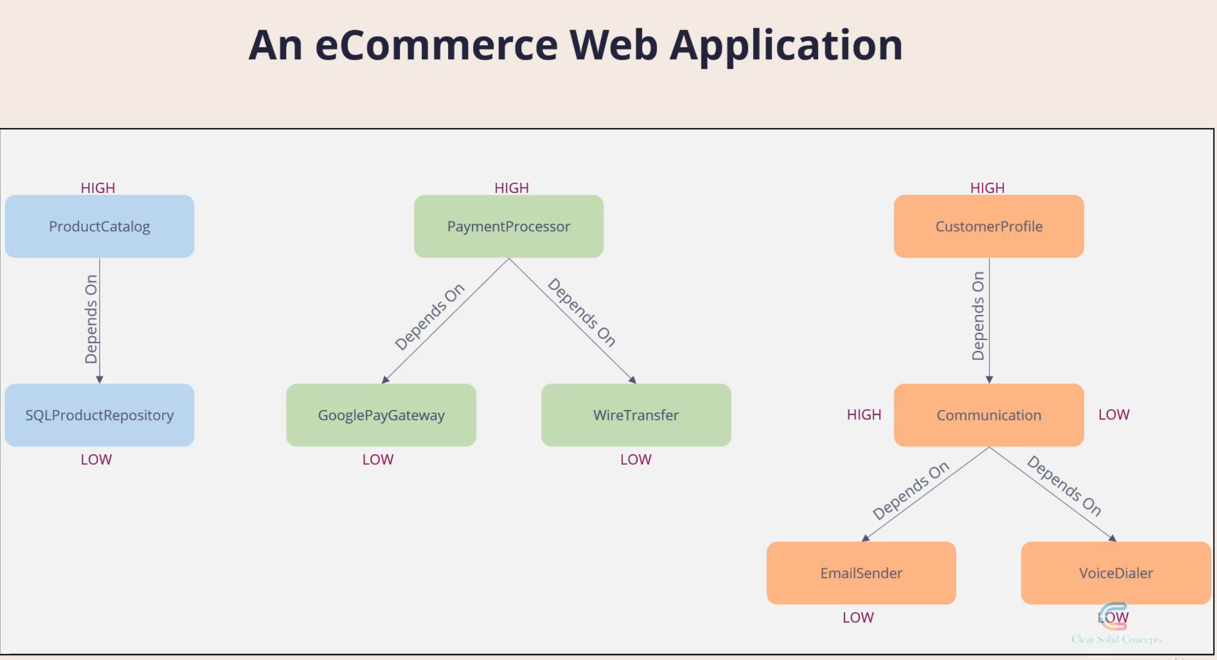 An eCommerce Web Application
HIGH
HIGH
HIGH
ProductCatalog
PaymentProcessor
CustomerProfile
Depends On
Depends On
Depends On
Depends On
SQLProductRepository
GooglePayGateway
WireTransfer
HIGH
Communication
LOW
LOW
LOW
LOW
Depends On
Depends On
EmailSender
VoiceDialer
LOW
LOW
Clear Solid Concepts